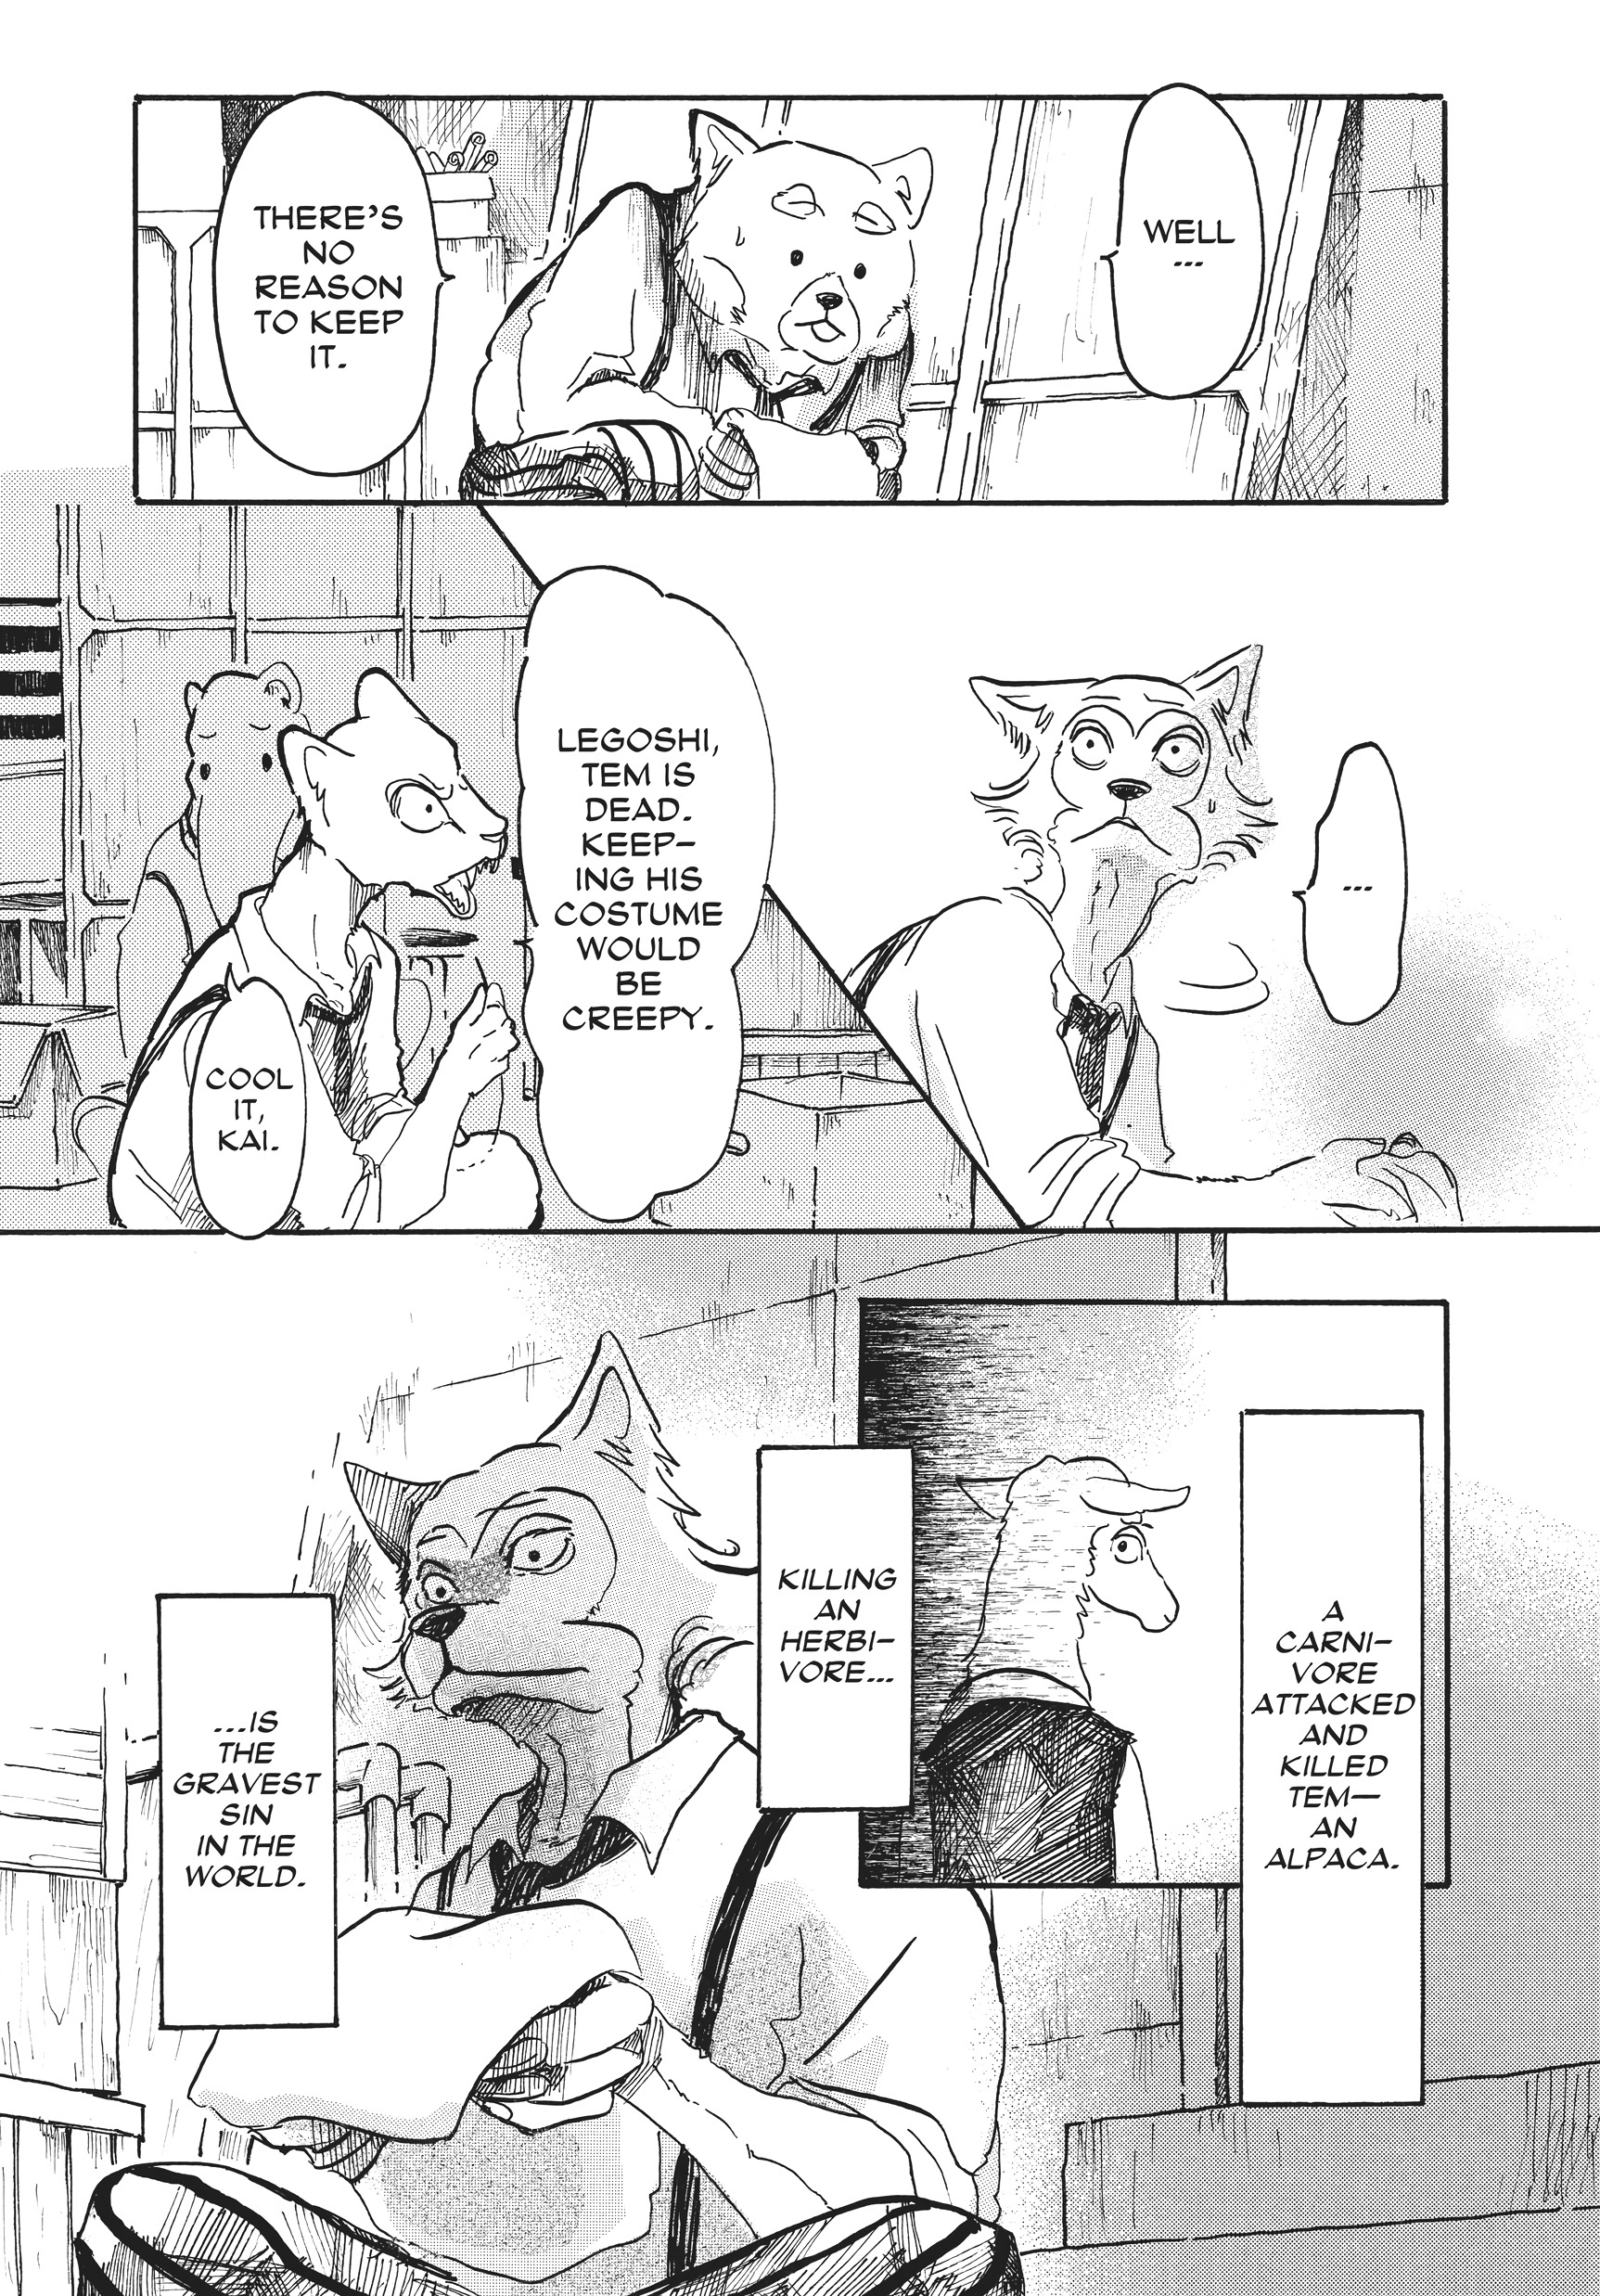 WELL
...
THERE'S
NO
REASON
TO KEEP
IT.
...
LEGOSHI,
TEM IS
DEAD.
KEEP-
ING HIS
COSTUME
WOULD
BE
CREEPY.
COOL
IT,
KAI.
A
CARNI-
VORE
ATTACKED
AND
KILLED
TEM—
AN
ALPACA.
KILLING
AN
HERBI-
VORE...
...IS
THE
GRAVEST
SIN
IN THE
WORLD.